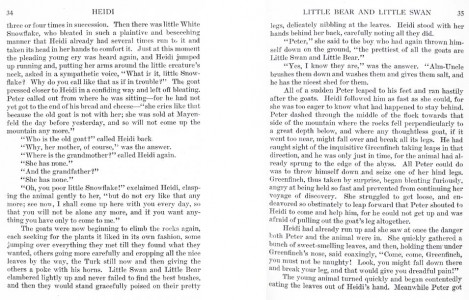 34 HEIDI
three or four times in succession. Then there was little White
Snowflake, who bleated in such a plaintive and beseeching
manner that Heidi already had several times run to it and
taken its head in her hands to comfort it. Just at this moment
the pleading young cry was heard again, and Heidi jumped
up running and, putting her arms around the little creature's
neck, asked in a sympathetic voice, "What is it, little Snow-
flake? Why do you call like that as if in trouble?" The goat
pressed closer to Heidi in a confiding way and left off bleating.
Peter called out from where he was sitting—for he had not
yet got to the end of his bread and cheese—"she cries like that
because the old goat is not with her; she was sold at Mayen-
feld the day before yesterday, and so will not come up the
mountain any more."
"Who is the old goat?" called Heidi back
"Why, her mother, of course," was the answer.
"Where is the grandmother?" called Heidi again.
"She has none."
"And the grandfather?"
"She has none."
"Oh, you poor little Snowflake!" exclaimed Heidi, clasp-
ing the animal gently to her, "but do not cry like that any
more; see now, I shall come up here with you every day, so
that you will not be alone any more, and if you want any-
thing you have only to come to me."
The goats were now beginning to climb the rocks again,
each seeking for the plants it liked in its own fashion, some
jumping over everything they met till they found what they
wanted, others going more carefully and cropping all the nice
leaves by the way, the Turk still now and then giving the
others a poke with his horns. Little Swan and Little Bear
clambered lightly up and never failed to find the best bushes,
and then they would stand gracefully poised on their pretty
LITTLE BEAR AND LITTLE SWAN 35
legs, delicately nibbling at the leaves. Heidi stood with her
hands behind her back, carefully noting all they did.
"Peter," she said to the boy who had again thrown him-
self down on the ground, "the prettiest of all the goats are
Little Swan and Little Bear."
"Yes, I know they are," was the answer. "Alm-Uncle
brushes them down and washes them and gives them salt, and
he has the nicest shed for them.
All of a sudden Peter leaped to his feet and ran hastily
after the goats. Heidi followed him as fast as she could, for
she was too eager to know what had happened to stay behind.
Peter dashed through the middle of the flock towards that
side of the mountain where the rocks fell perpendicularly to
a great depth below, and where any thoughtless goat, if it
went too near, might fall over and break all its legs. He had
caught sight of the inquisitive Greenfinch taking leaps in that
direction, and he was only just in time, for the animal had al-
ready sprung to the edge of the abyss. All Peter could do
was to throw himself down and seize one of her hind legs.
Greenfinch, thus taken by surprise, began bleating furiously,
angry at being held so fast and prevented from continuing her
voyage of discovery. She struggled to get loose, and en-
deavored so obstinately to leap forward that Peter shouted to
Heidi to come and help him, for he could not get up and was
afraid of pulling out the goat's leg altogether.
Heidi had already run up and she saw at once the danger
both Peter and the animal were in. She quickly gathered a
bunch of sweet-smelling leaves, and then, holding them under
Greenfinch's nose, said coaxingly, "Come, come, Greenfinch,
you must not be naughty! Look, you might fall down there
and break your leg, and that would give you dreadful pain!"
The young animal turned quickly and began contentedly
eating the leaves out of Heidi's hand. Meanwhile Peter got